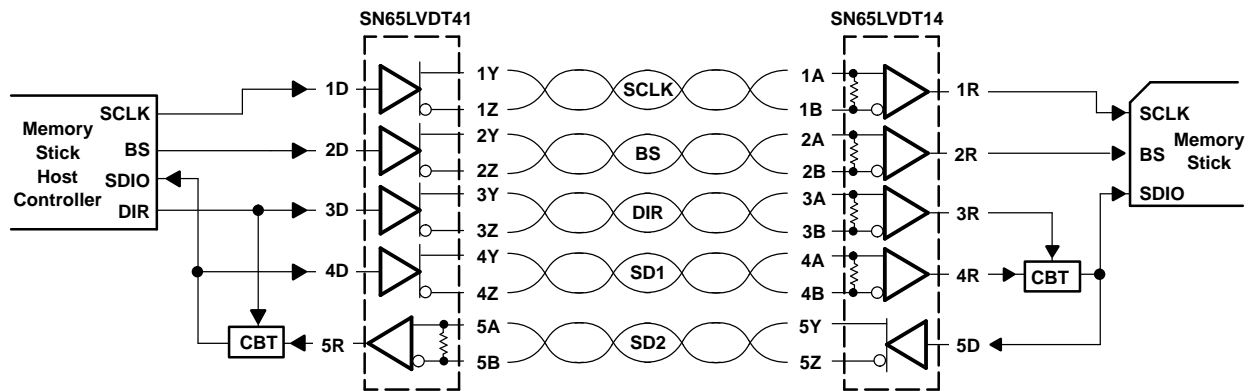 SN65LVDT41
SN65LVDT14
Memory
Stick
Host
Controller
SCLK
BS
SDIO
DIR
CBT
1D
2D
3D
4D
5R
1Y
1Z
2Y
2Z
3Y
3Z
4Y
4Z
5A
5B
SCLK
BS
DIR
SD1
SD2
1A
1B
2A
2B
3A
3B
4A
4B
5Y
5Z
1R
2R
3R
4R
5D
CBT
SCLK
BS
SDIO
Memory
Stick